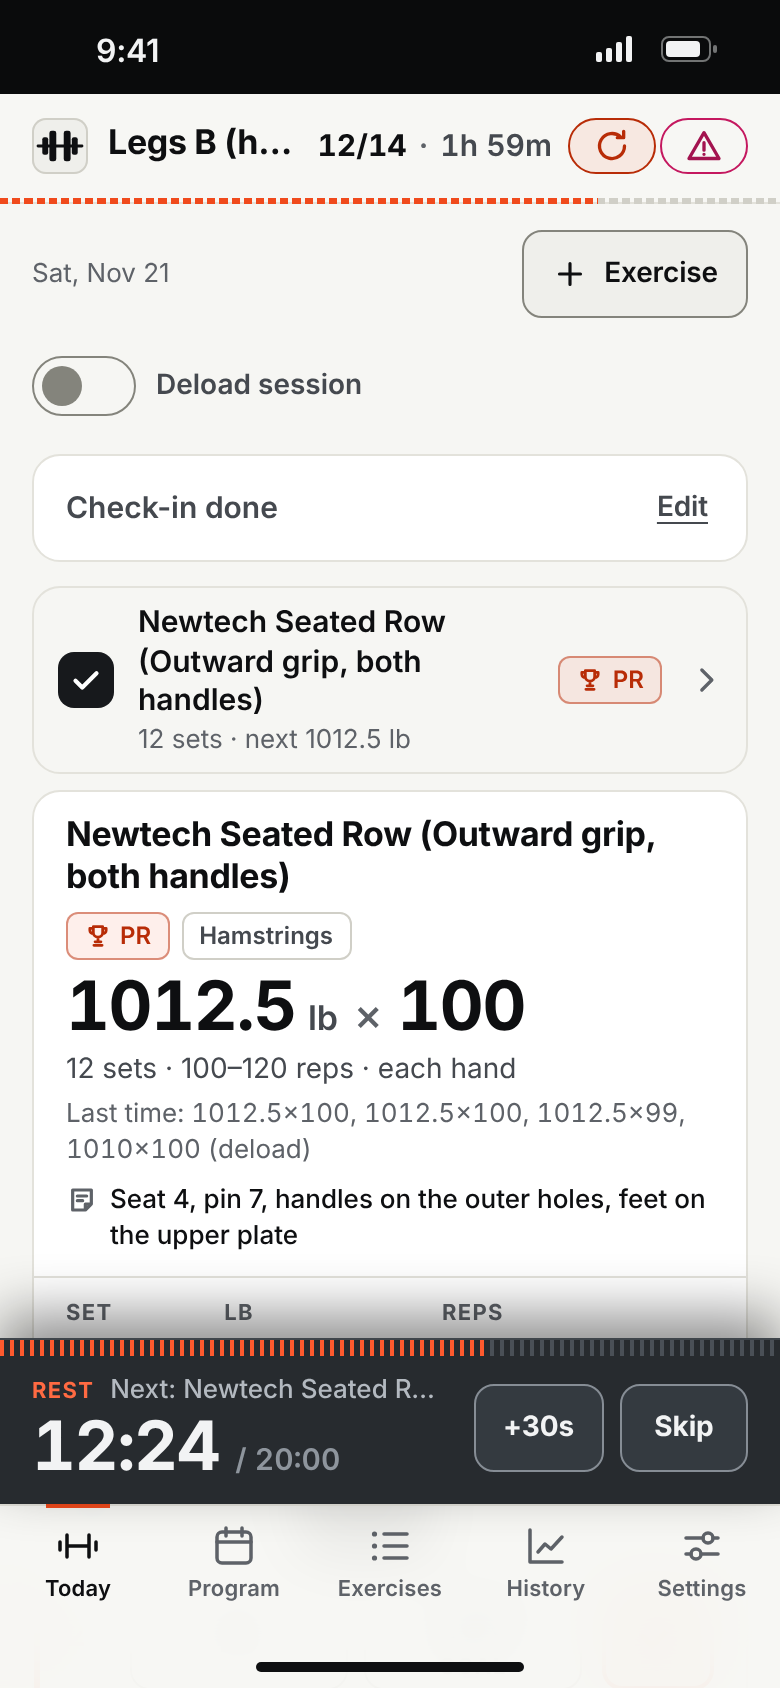 9:41
Legs B (h... 12/14 · 1h 59m
Sat, Nov 21
+ Exercise
Deload session
Check-in done
Edit
Newtech Seated Row
(Outward grip, both
handles)
12 sets · next 1012.5 lb
PR
Newtech Seated Row (Outward grip,
both handles)
PR
Hamstrings
1012.5 lb × 100
12 sets · 100–120 reps · each hand
Last time: 1012.5×100, 1012.5×100, 1012.5×99,
1010×100 (deload)
Seat 4, pin 7, handles on the outer holes, feet on
the upper plate
SET LB REPS
REST Next: Newtech Seated R...
12:24 / 20:00
+30s
Skip
Today Program Exercises History Settings